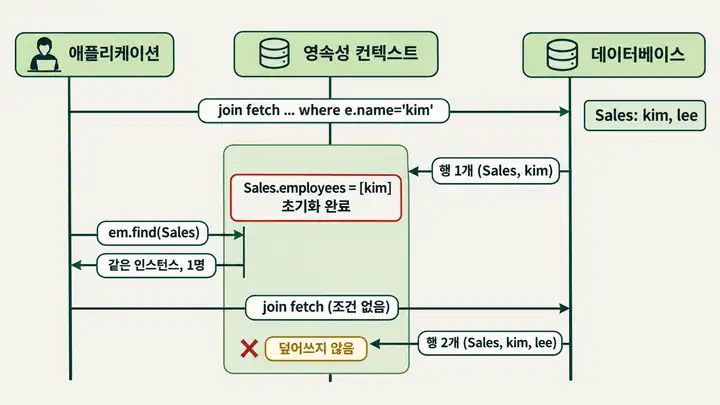 애플리케이션
영속성 컨텍스트
데이터베이스
join fetch ... where e.name='kim'
Sales: kim, lee
행 1개 (Sales, kim)
Sales.employees = [kim]
초기화 완료
em.find(Sales)
같은 인스턴스, 1명
join fetch (조건 없음)
행 2개 (Sales, kim, lee)
덮어쓰지 않음